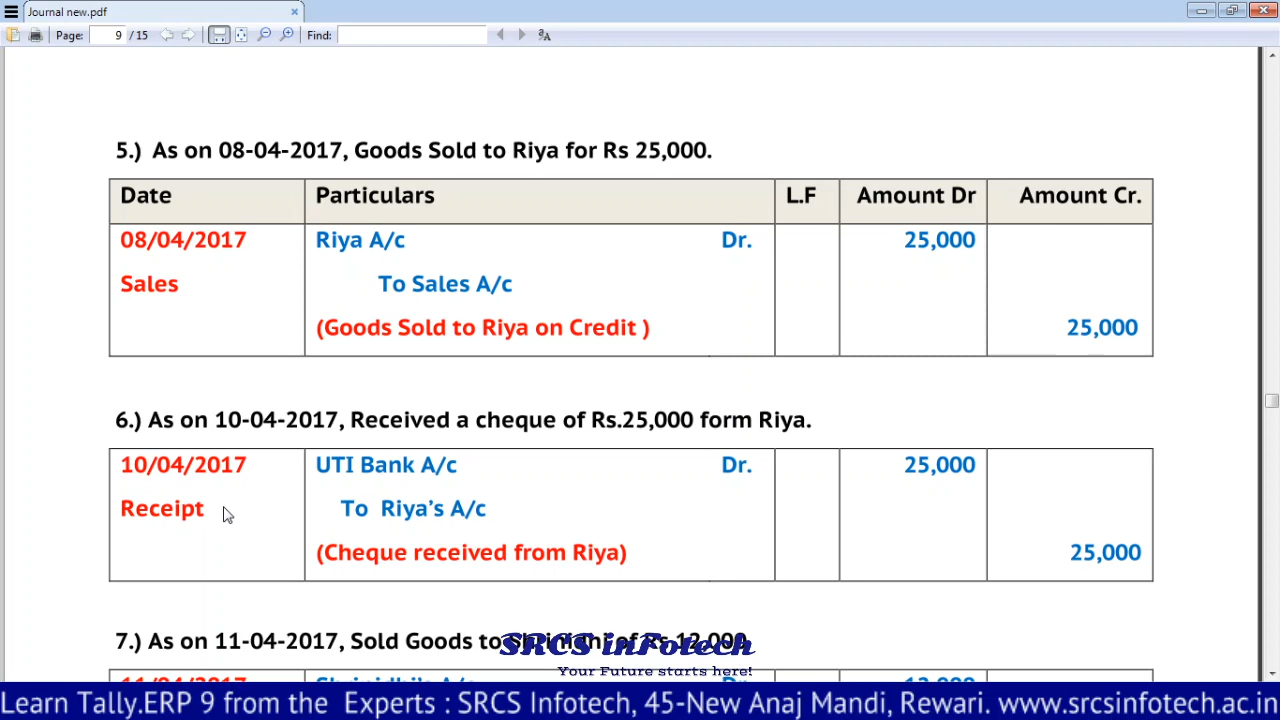 Journal new.pdf
Page: 9 / 15 Find:
5.) As on 08-04-2017, Goods Sold to Riya for Rs 25,000.
Date Particulars L.F Amount Dr Amount Cr.
08/04/2017 Riya A/c Dr. 25,000
Sales To Sales A/c
(Goods Sold to Riya on Credit ) 25,000
6.) As on 10-04-2017, Received a cheque of Rs.25,000 form Riya.
10/04/2017 UTI Bank A/c Dr. 25,000
Receipt To Riya’s A/c
(Cheque received from Riya) 25,000
7.) As on 11-04-2017, Sold Goods to of Rs 12,000.
SRCS inFotech
Your Future starts here!
Learn Tally.ERP 9 from the Experts : SRCS Infotech, 45-New Anaj Mandi, Rewari. www.srcsinfotech.ac.in